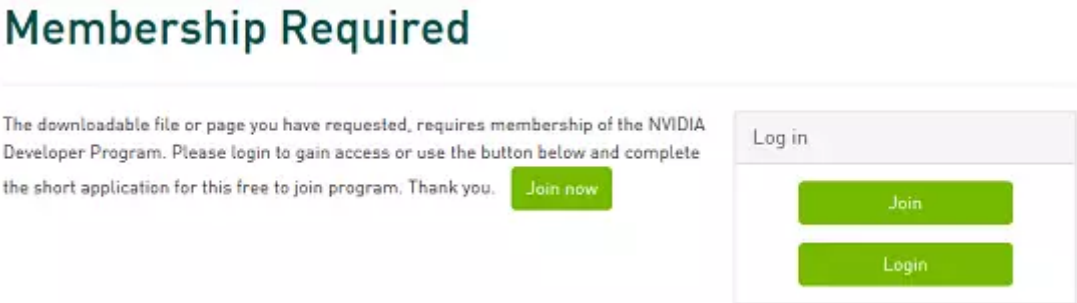 Membership Required
The downloadable file or page you have requested, requires membership of the NVIDIA
Developer Program. Please login to gain access or use the button below and complete
the short application for this free to join program. Thank you. Join now
Log in
Join
Login